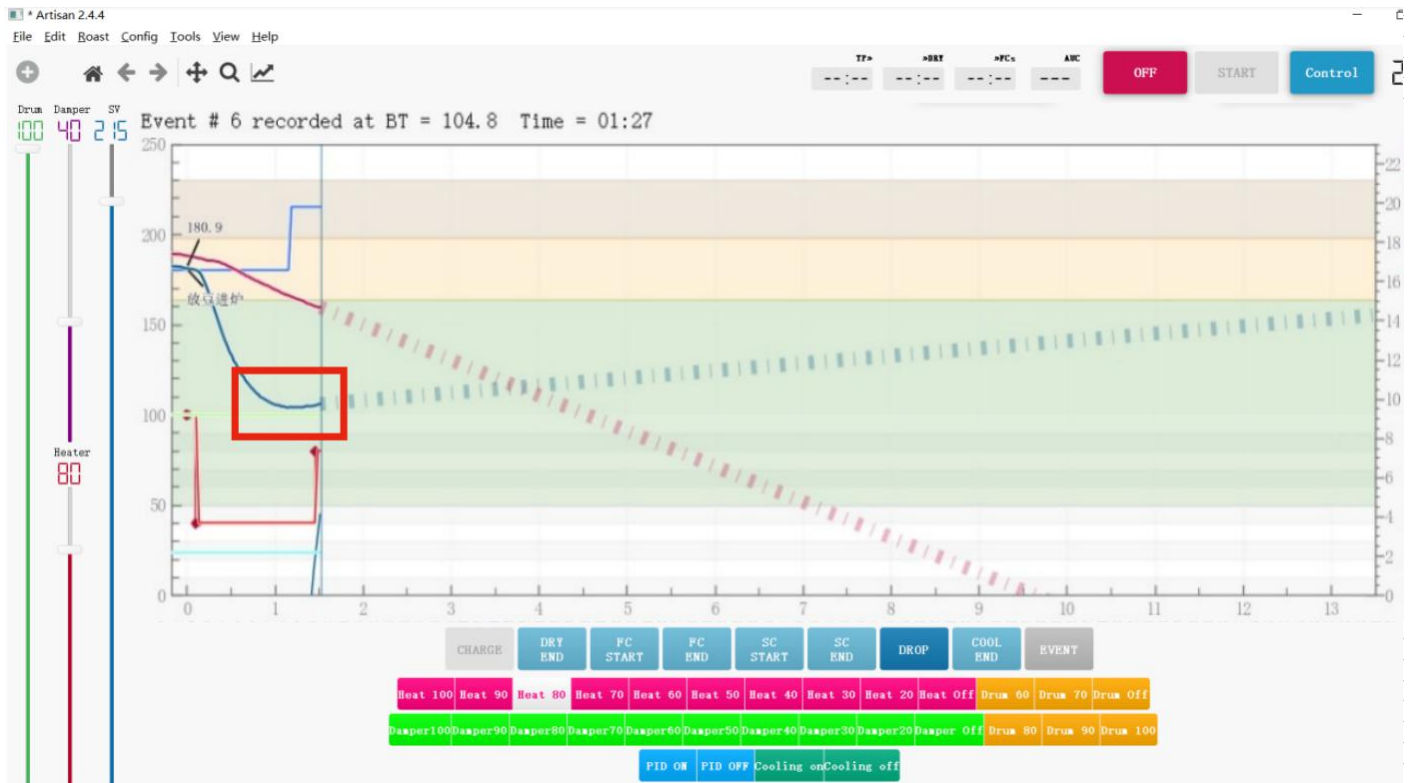 * Artisan 2.4.4
File Edit Roast Config Tools View Help
TP» »DRY »FCs AUC
--:-- --:-- --:-- ---
OFF START Control
Drum Damper SV
100 40 215
Event # 6 recorded at BT = 104.8 Time = 01:27
250
200
150
100
50
0
180.9
放豆进炉
22
20
18
16
14
12
10
8
6
4
2
0
Heater
80
0 1 2 3 4 5 6 7 8 9 10 11 12 13
CHARGE DRY END FC START FC END SC START SC END DROP COOL END EVENT
Heat 100 Heat 90 Heat 80 Heat 70 Heat 60 Heat 50 Heat 40 Heat 30 Heat 20 Heat Off Drum 60 Drum 70 Drum Off
Damper100 Damper90 Damper80 Damper70 Damper60 Damper50 Damper40 Damper30 Damper20 Damper Off Drum 80 Drum 90 Drum 100
PID ON PID OFF Cooling on Cooling off